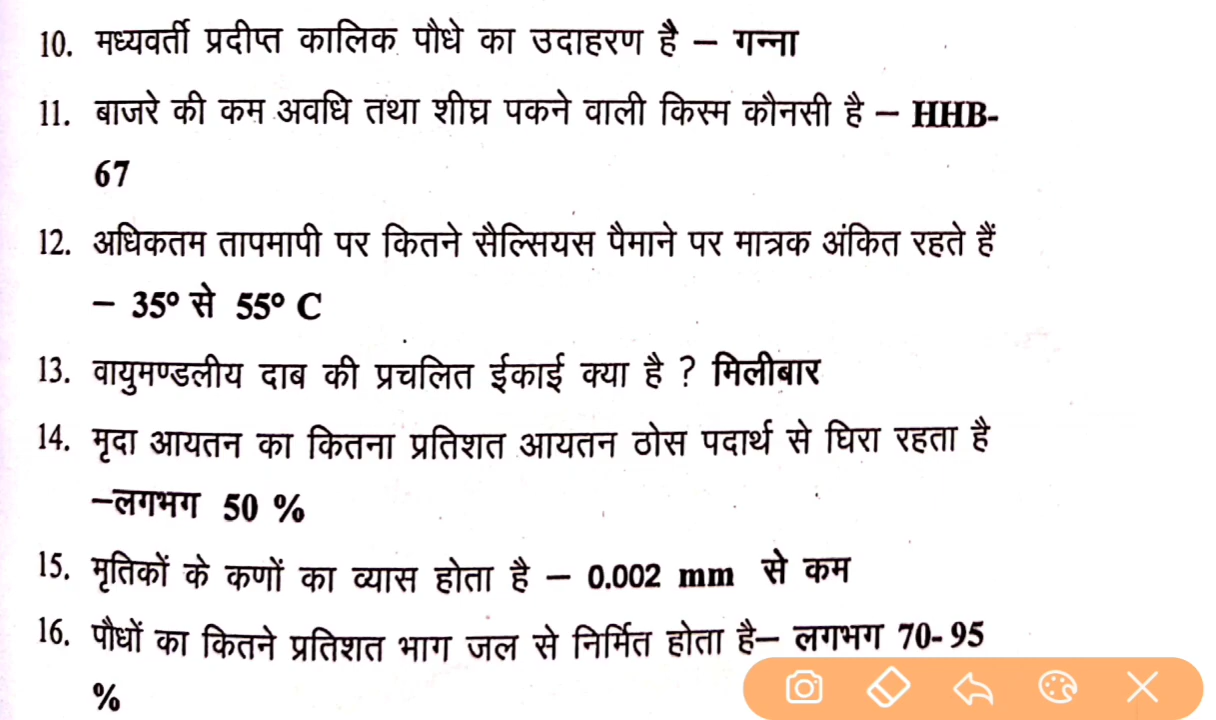 10. मध्यवर्ती प्रदीप्त कालिक पौधे का उदाहरण है – गन्ना
11. बाजरे की कम अवधि तथा शीघ्र पकने वाली किस्म कौनसी है – HHB-
67
12. अधिकतम तापमापी पर कितने सैल्सियस पैमाने पर मात्रक अंकित रहते हैं
– 35° से 55° C
13. वायुमण्डलीय दाब की प्रचलित ईकाई क्या है ? मिलीबार
14. मृदा आयतन का कितना प्रतिशत आयतन ठोस पदार्थ से घिरा रहता है
–लगभग 50 %
15. मृतिकों के कणों का व्यास होता है – 0.002 mm से कम
16. पौधों का कितने प्रतिशत भाग जल से निर्मित होता है– लगभग 70-95
%